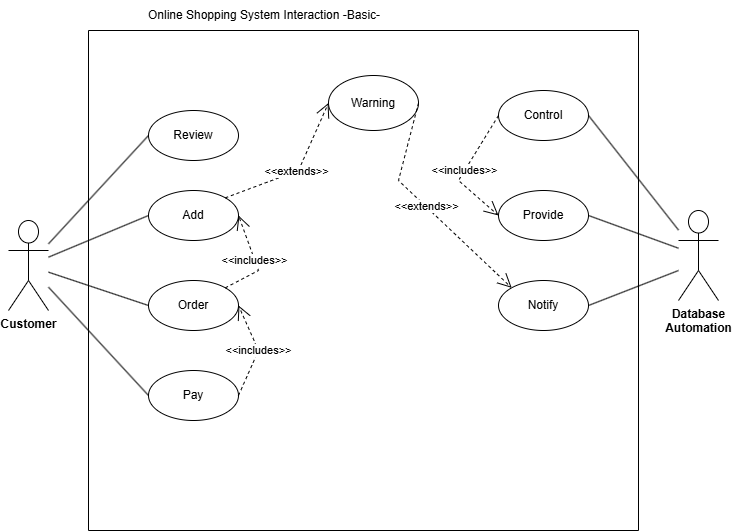 Online Shopping System Interaction -Basic-
Warning
Control
Review
<<extends>>
<<includes>>
Add
<<extends>>
Provide
<<includes>>
Order
Notify
Customer
Database
Automation
<<includes>>
Pay